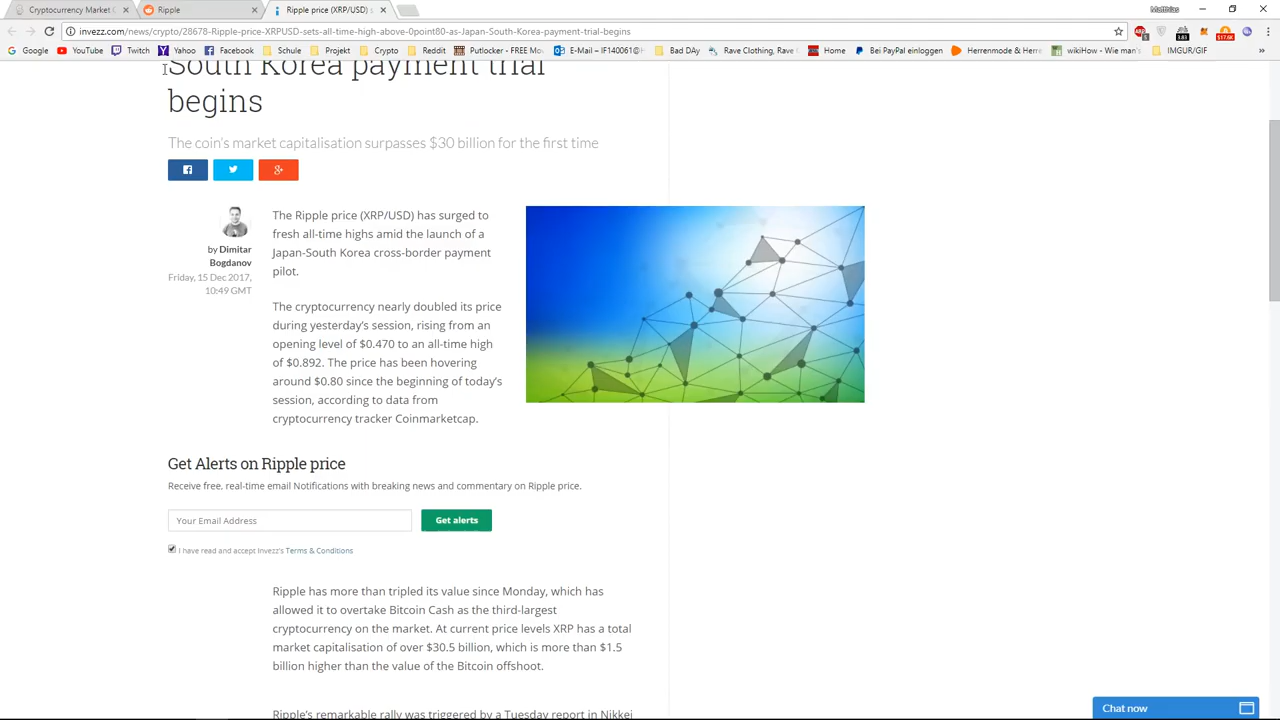 Cryptocurrency Market
Ripple
Ripple price (XRP/USD) s
Matthias
invezz.com/news/crypto/28678-Ripple-price-XRPUSD-sets-all-time-high-above-0point80-as-Japan-South-Korea-payment-trial-begins
Google YouTube Twitch Yahoo Facebook Schule Projekt Crypto Reddit Putlocker - FREE Mov E-Mail – IF140061@ED Bad DAy Rave Clothing, Rave Home Bei PayPal einloggen Herrenmode & Herre wikiHow – Wie man's IMGUR/GIF
South Korea payment trial
begins
The coin's market capitalisation surpasses $30 billion for the first time
by Dimitar
Bogdanov
Friday, 15 Dec 2017,
10:49 GMT
The Ripple price (XRP/USD) has surged to
fresh all-time highs amid the launch of a
Japan-South Korea cross-border payment
pilot.
The cryptocurrency nearly doubled its price
during yesterday's session, rising from an
opening level of $0.470 to an all-time high
of $0.892. The price has been hovering
around $0.80 since the beginning of today's
session, according to data from
cryptocurrency tracker Coinmarketcap.
Get Alerts on Ripple price
Receive free, real-time email Notifications with breaking news and commentary on Ripple price.
Your Email Address
Get alerts
I have read and accept Invezz's Terms & Conditions
Ripple has more than tripled its value since Monday, which has
allowed it to overtake Bitcoin Cash as the third-largest
cryptocurrency on the market. At current price levels XRP has a total
market capitalisation of over $30.5 billion, which is more than $1.5
billion higher than the value of the Bitcoin offshoot.
Ripple's remarkable rally was triggered by a Tuesday report in Nikkei
Chat now